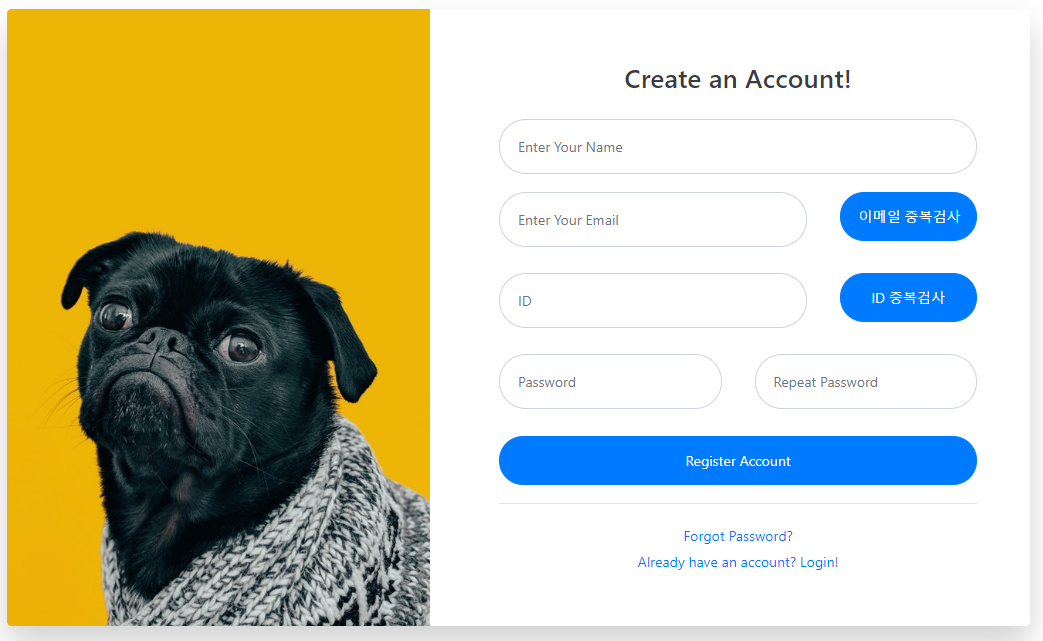 Create an Account!
Enter Your Name
Enter Your Email
이메일 중복검사
ID
ID 중복검사
Password
Repeat Password
Register Account
Forgot Password?
Already have an account? Login!